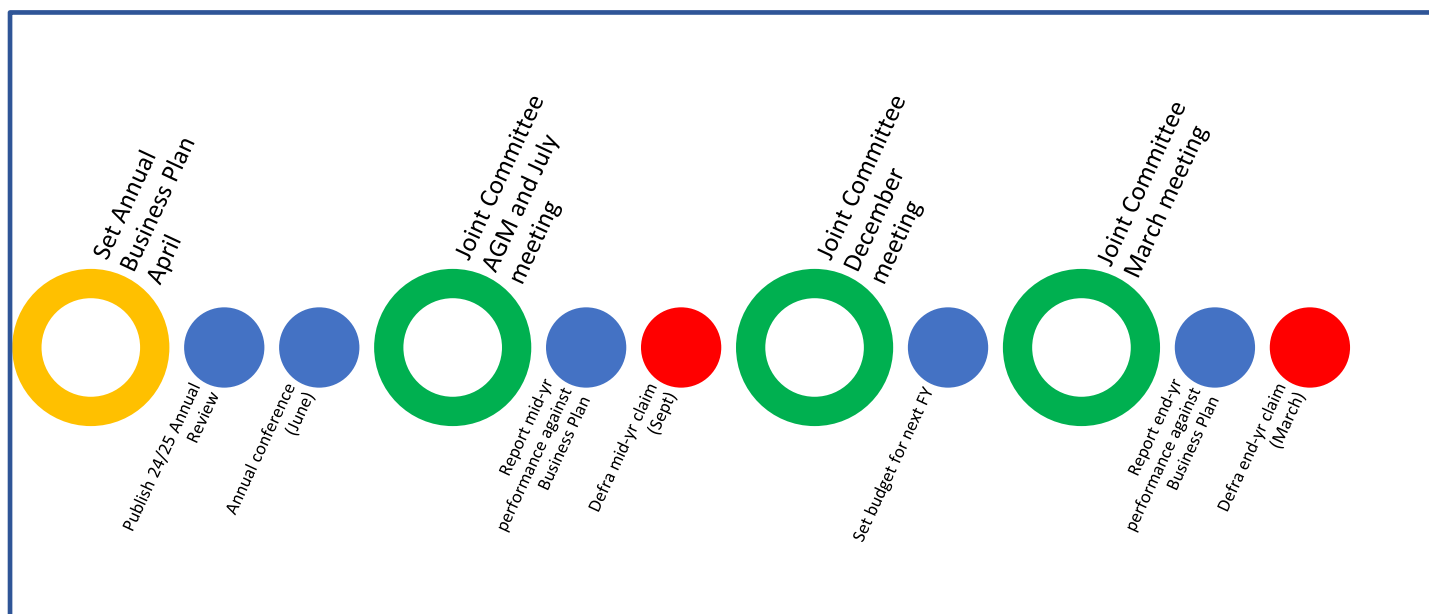 Set Annual
Business Plan
April
Publish 24/25 Annual
Review
Annual conference
(June)
Joint Committee
AGM and July
meeting
Report mid-yr
performance against
Business Plan
Defra mid-yr claim
(Sept)
Joint Committee
December
meeting
Set budget for next FY
Joint Committee
March meeting
Report end-yr
performance against
Business Plan
Defra end-yr claim
(March)